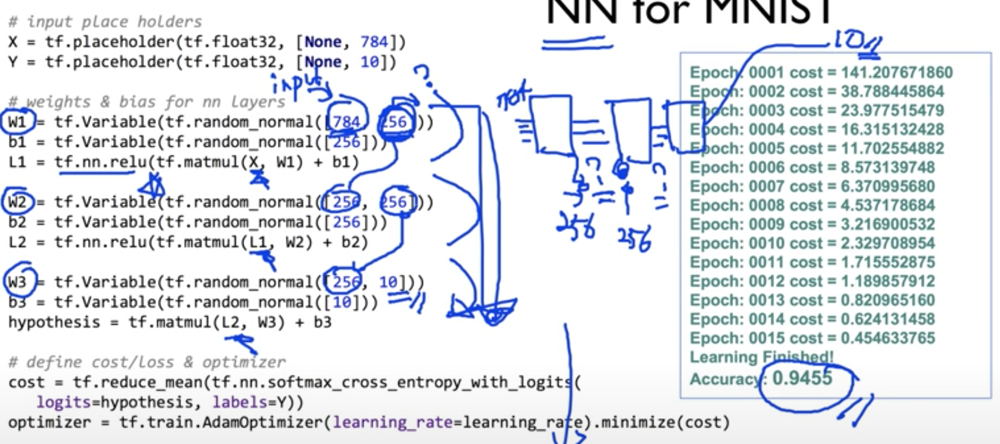 NN for MNIST
# input place holders
X = tf.placeholder(tf.float32, [None, 784])
Y = tf.placeholder(tf.float32, [None, 10])
input
?
# weights & bias for nn layers
W1 = tf.Variable(tf.random_normal([784, 256]))
b1 = tf.Variable(tf.random_normal([256]))
L1 = tf.nn.relu(tf.matmul(X, W1) + b1)
W2 = tf.Variable(tf.random_normal([256, 256]))
b2 = tf.Variable(tf.random_normal([256]))
L2 = tf.nn.relu(tf.matmul(L1, W2) + b2)
W3 = tf.Variable(tf.random_normal([256, 10]))
b3 = tf.Variable(tf.random_normal([10]))
hypothesis = tf.matmul(L2, W3) + b3
# define cost/loss & optimizer
cost = tf.reduce_mean(tf.nn.softmax_cross_entropy_with_logits(
logits=hypothesis, labels=Y))
optimizer = tf.train.AdamOptimizer(learning_rate=learning_rate).minimize(cost)
256
256
10
Epoch: 0001 cost = 141.207671860
Epoch: 0002 cost = 38.788445864
Epoch: 0003 cost = 23.977515479
Epoch: 0004 cost = 16.315132428
Epoch: 0005 cost = 11.702554882
Epoch: 0006 cost = 8.573139748
Epoch: 0007 cost = 6.370995680
Epoch: 0008 cost = 4.537178684
Epoch: 0009 cost = 3.216900532
Epoch: 0010 cost = 2.329708954
Epoch: 0011 cost = 1.715552875
Epoch: 0012 cost = 1.189857912
Epoch: 0013 cost = 0.820965160
Epoch: 0014 cost = 0.624131458
Epoch: 0015 cost = 0.454633765
Learning Finished!
Accuracy: 0.9455